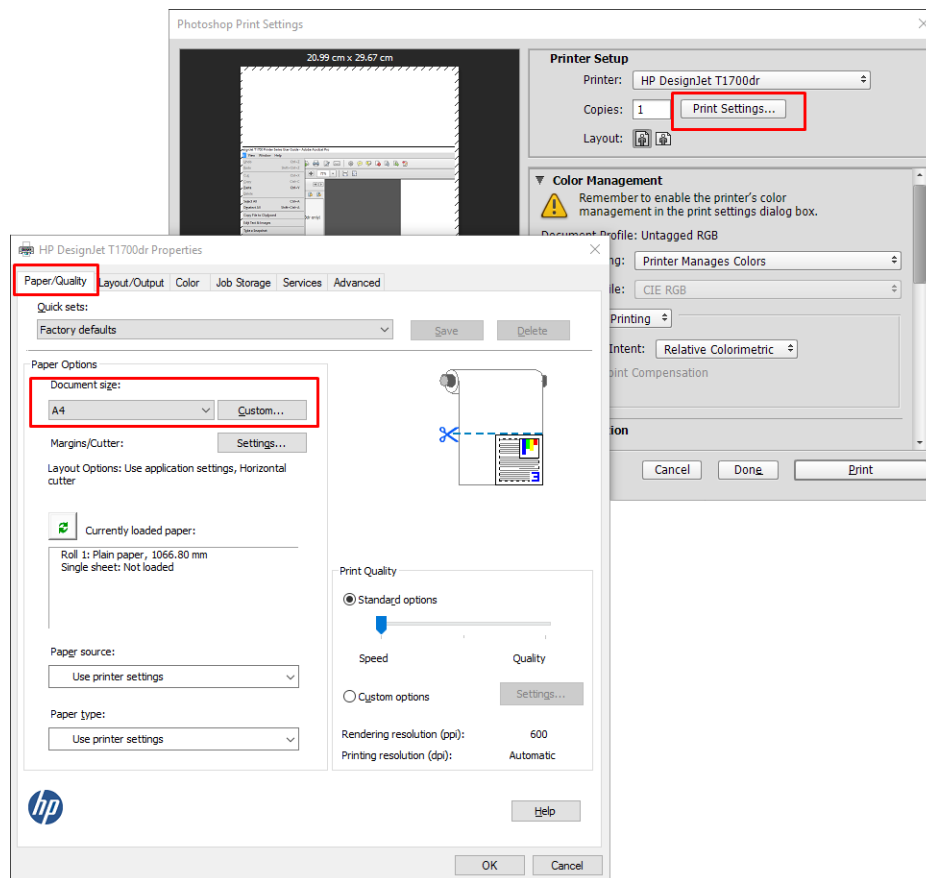 Photoshop Print Settings
20.99 cm x 29.67 cm
Printer Setup
Printer: HP DesignJet T1700dr
Copies: 1 Print Settings...
Layout:
Color Management
Remember to enable the printer's color
management in the print settings dialog box.
Document Profile: Untagged RGB
ng: Printer Manages Colors
ile: CIE RGB
Printing
Intent: Relative Colorimetric
oint Compensation
tion
Cancel Done Print
HP DesignJet T1700dr Properties
Paper/Quality Layout/Output Color Job Storage Services Advanced
Quick sets:
Factory defaults Save Delete
Paper Options
Document size:
A4 Custom...
Margins/Cutter: Settings...
Layout Options: Use application settings, Horizontal
cutter
Currently loaded paper:
Roll 1: Plain paper, 1066.80 mm
Single sheet: Not loaded
Paper source:
Use printer settings
Paper type:
Use printer settings
3
Print Quality
Standard options
Speed Quality
Custom options Settings...
Rendering resolution (ppi): 600
Printing resolution (dpi): Automatic
hp
Help
OK Cancel